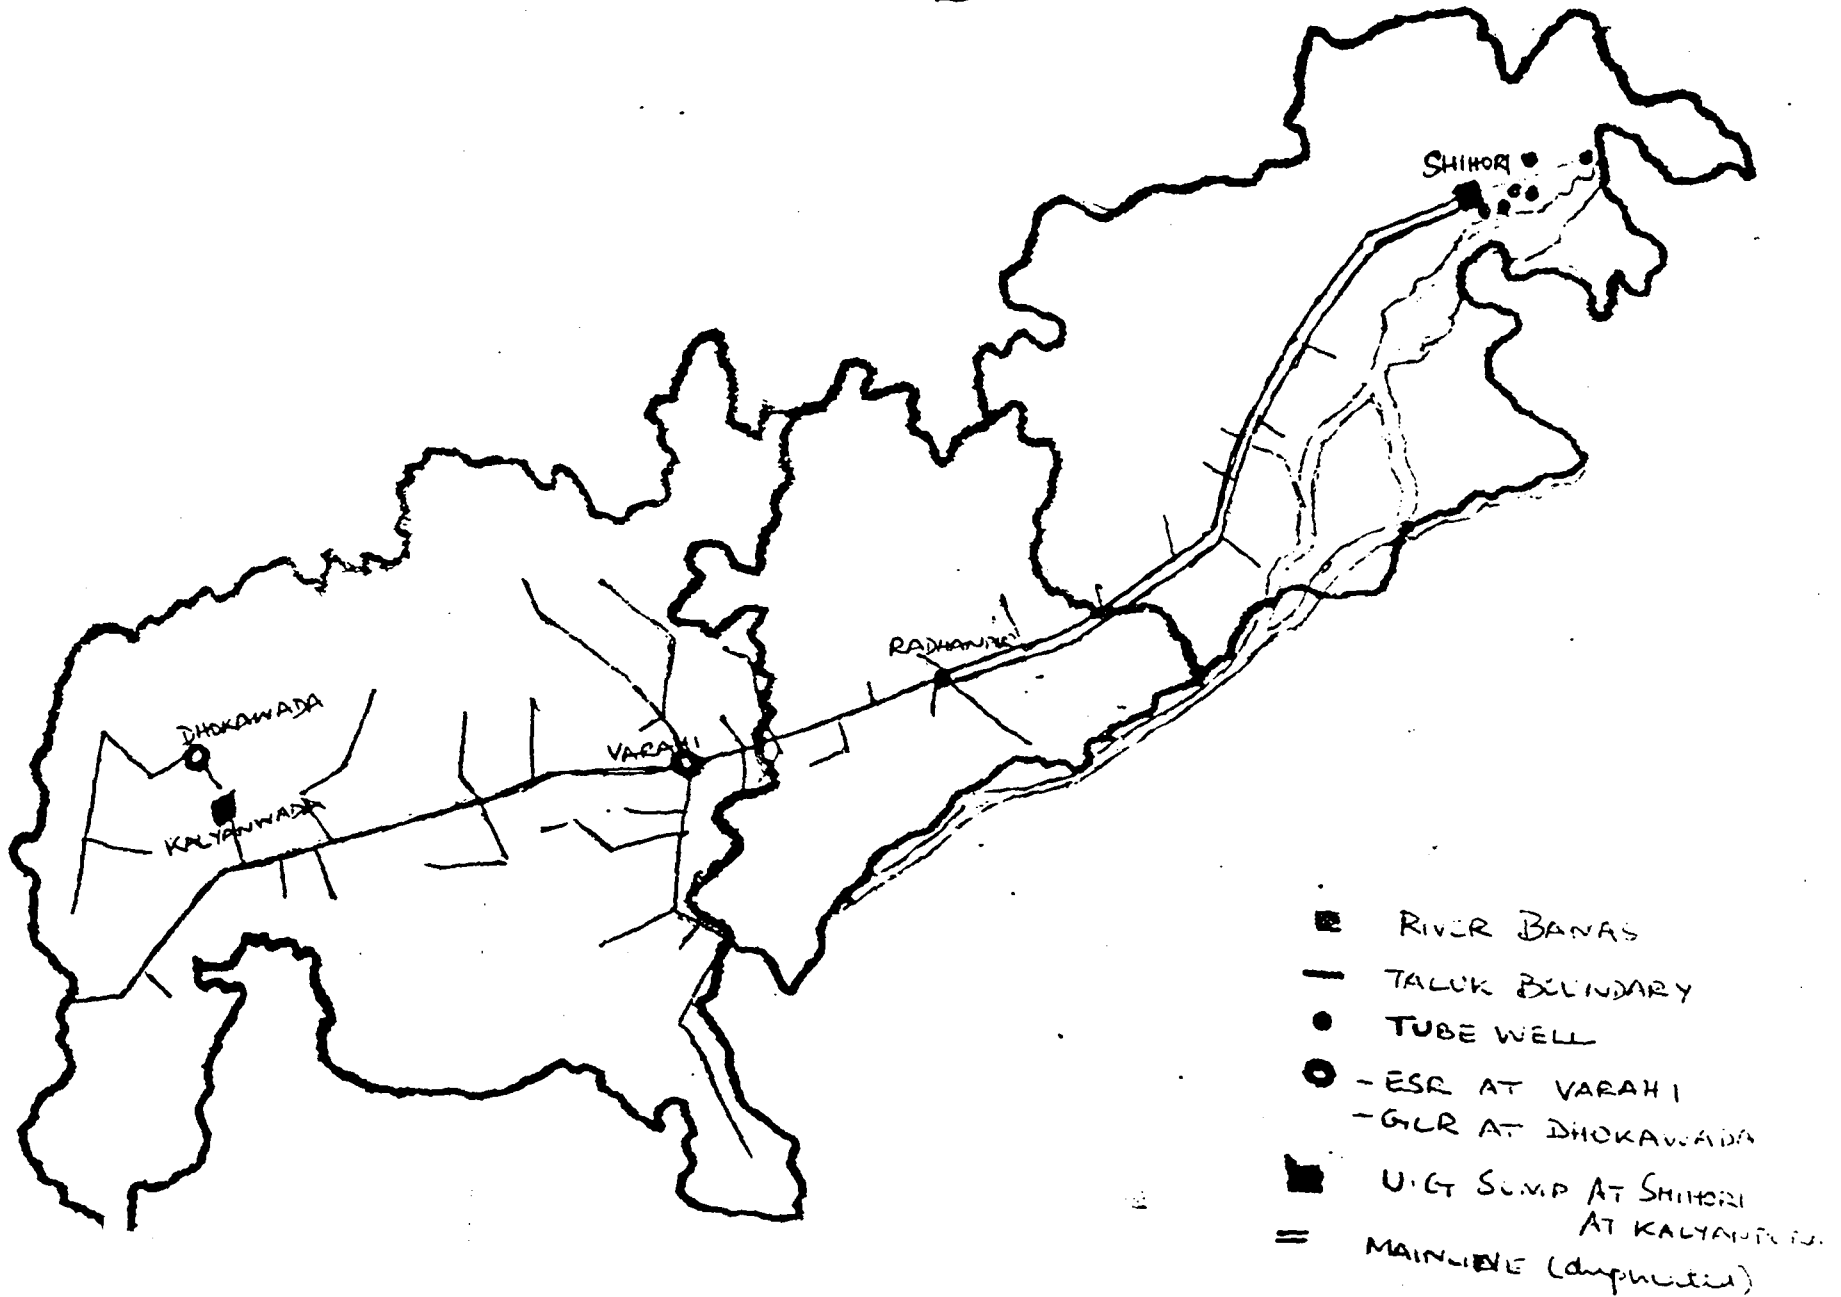 SHIHORI
RADHANPUR
DHOKAWADA
VARAHI
KALYANWADA
RIVER BANAS
TALUK BOUNDARY
TUBE WELL
-ESR AT VARAHI
-GLR AT DHOKAWADA
U.G SUMP AT SHIHORI
AT
MAINLINE (duplicated)